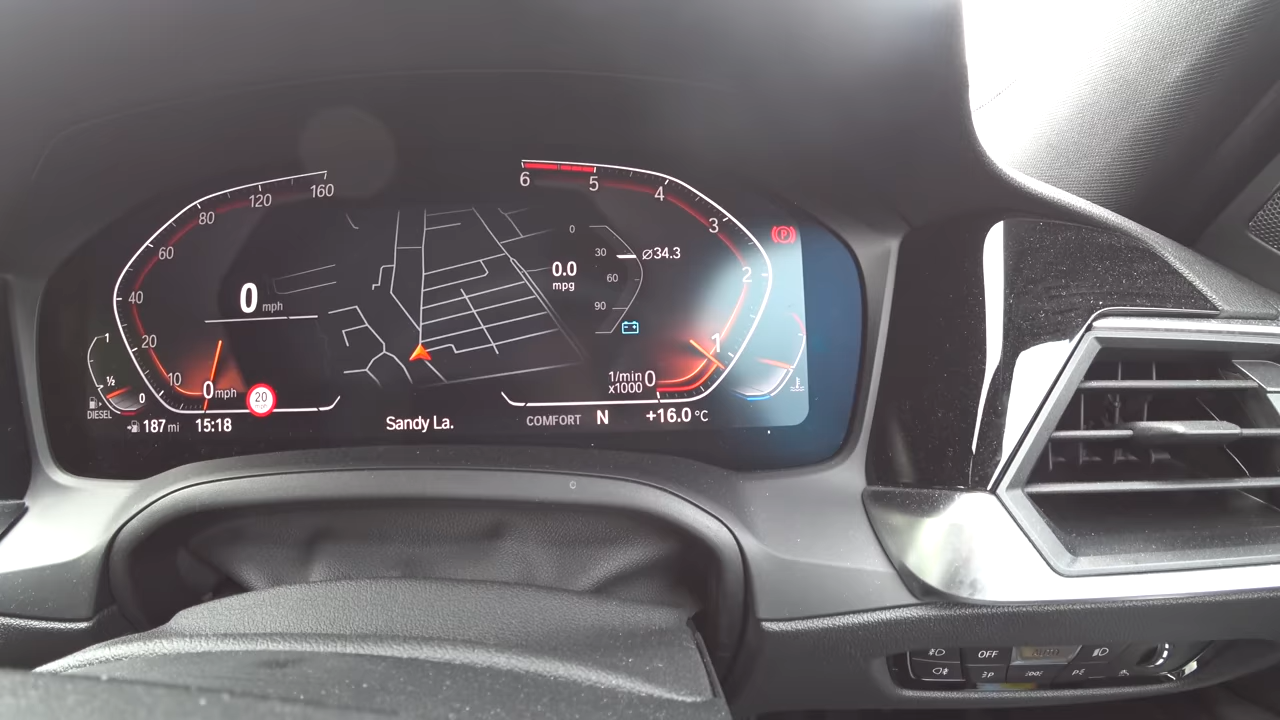 160
120
80
60
40
20
10
0 mph
0 mph
20
1
½
0
DIESEL
187 mi
15:18
Sandy La.
0
30
60
90
Ø34.3
0.0
mpg
6
5
4
3
2
1
0
1/min
x1000
COMFORT
N
+16.0 °C
P
OFF
AUTO